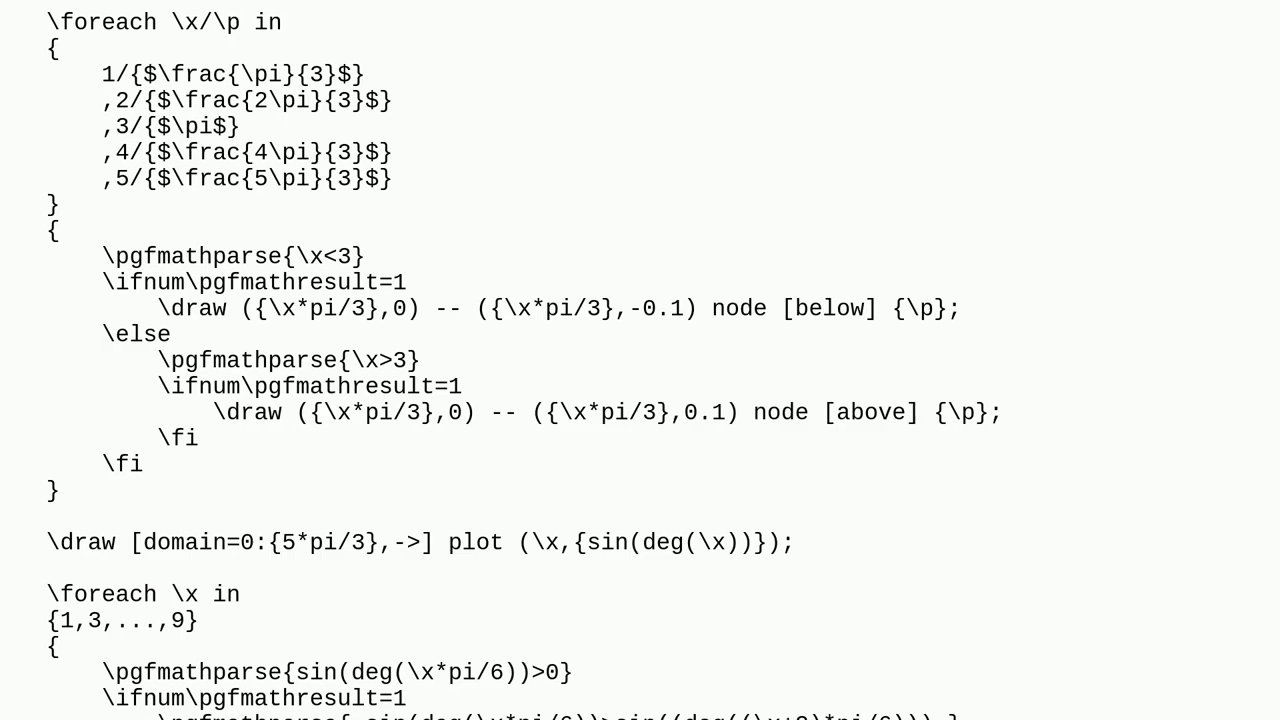 \foreach \x/\p in
{
    1/{$\frac{\pi}{3}$}
    ,2/{$\frac{2\pi}{3}$}
    ,3/{$\pi$}
    ,4/{$\frac{4\pi}{3}$}
    ,5/{$\frac{5\pi}{3}$}
}
{
    \pgfmathparse{\x<3}
    \ifnum\pgfmathresult=1
        \draw ({\x*pi/3},0) -- ({\x*pi/3},-0.1) node [below] {\p};
    \else
        \pgfmathparse{\x>3}
        \ifnum\pgfmathresult=1
            \draw ({\x*pi/3},0) -- ({\x*pi/3},0.1) node [above] {\p};
        \fi
    \fi
}

\draw [domain=0:{5*pi/3},->] plot (\x,{sin(deg(\x))});

\foreach \x in
{1,3,...,9}
{
    \pgfmathparse{sin(deg(\x*pi/6))>0}
    \ifnum\pgfmathresult=1